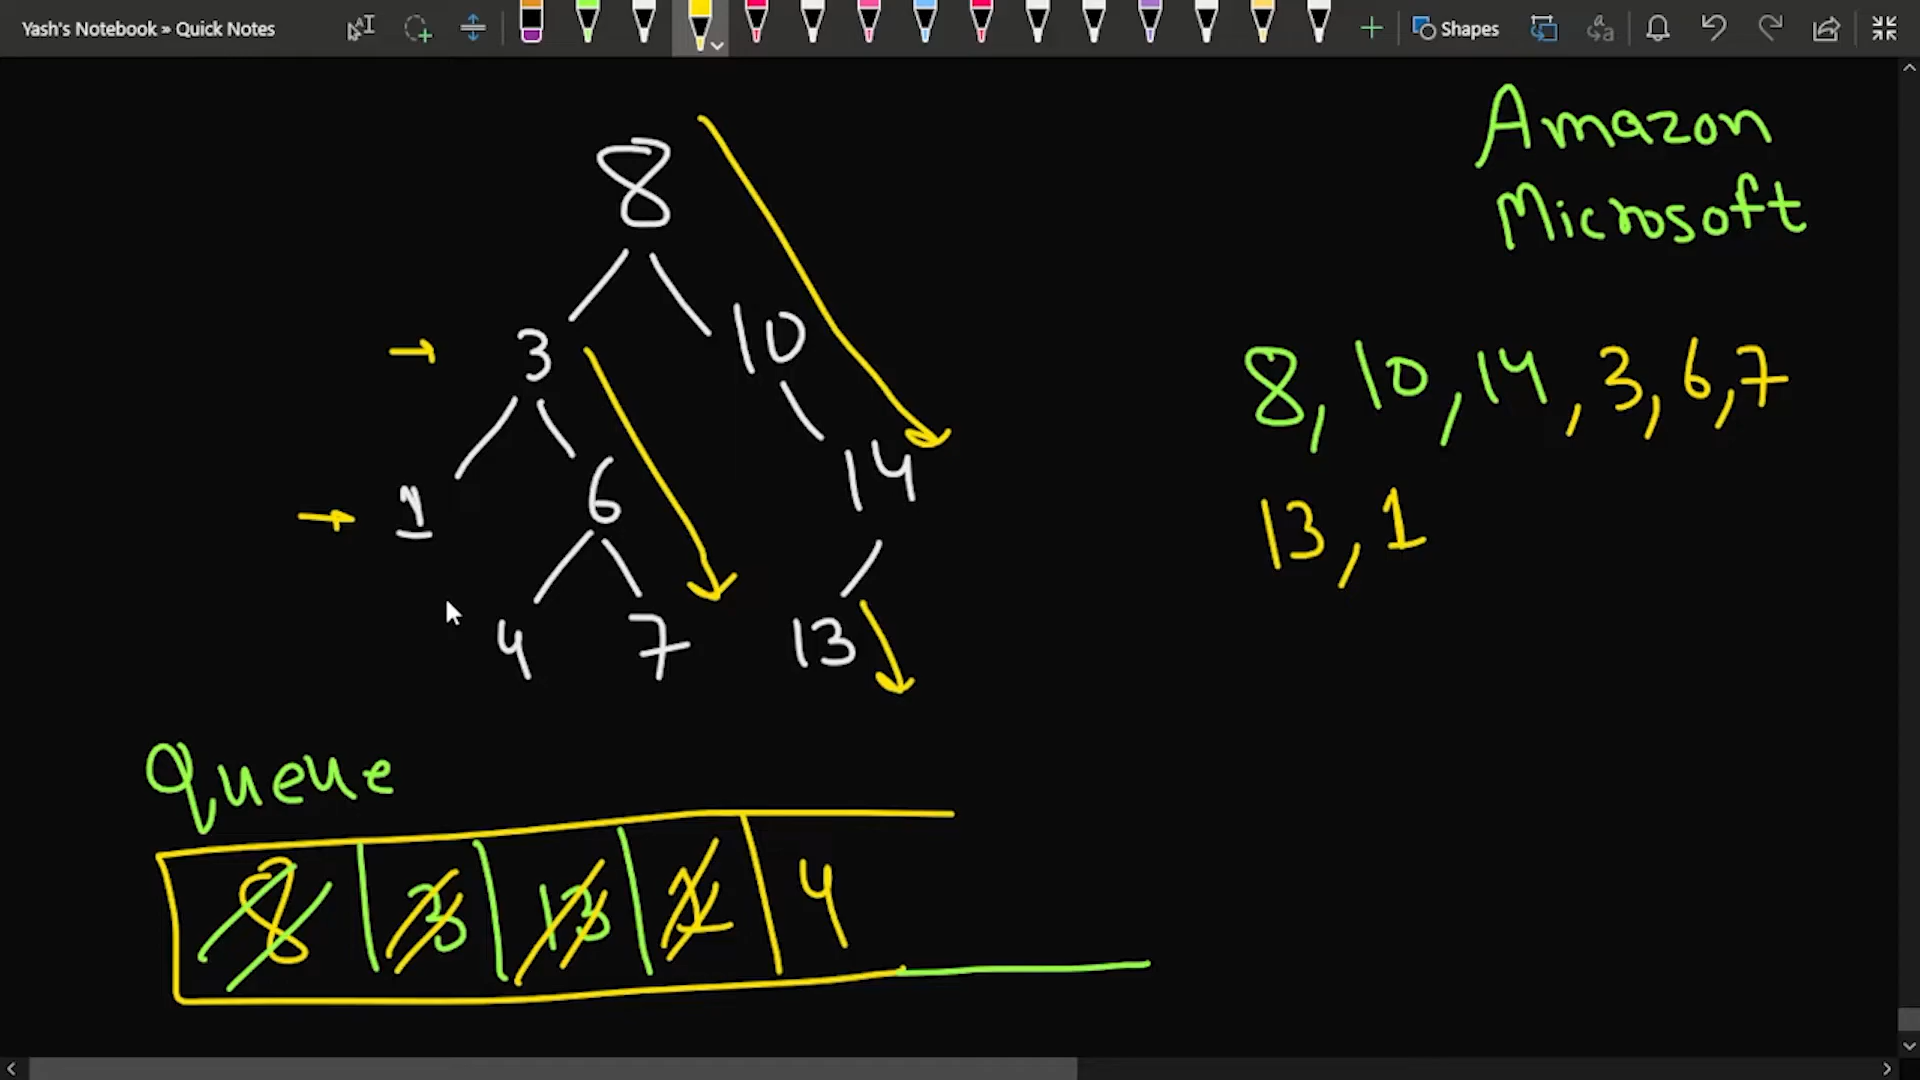 Yash's Notebook » Quick Notes
Shapes
Amazon
Microsoft
8
3 10
1 6 14
4 7 13
8, 10, 14, 3, 6, 7
13, 1
Queue
8 3 13 1 4